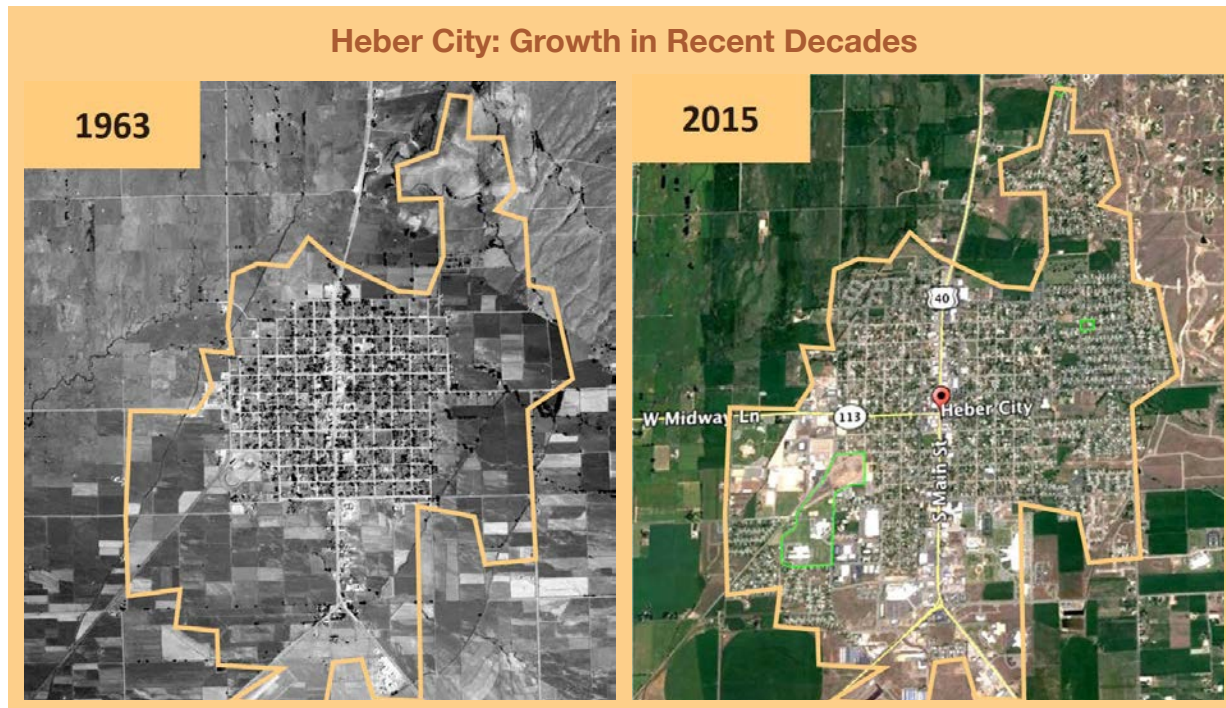 Heber City: Growth in Recent Decades
1963
2015
40
W Midway Ln
113
Heber City
S Main St